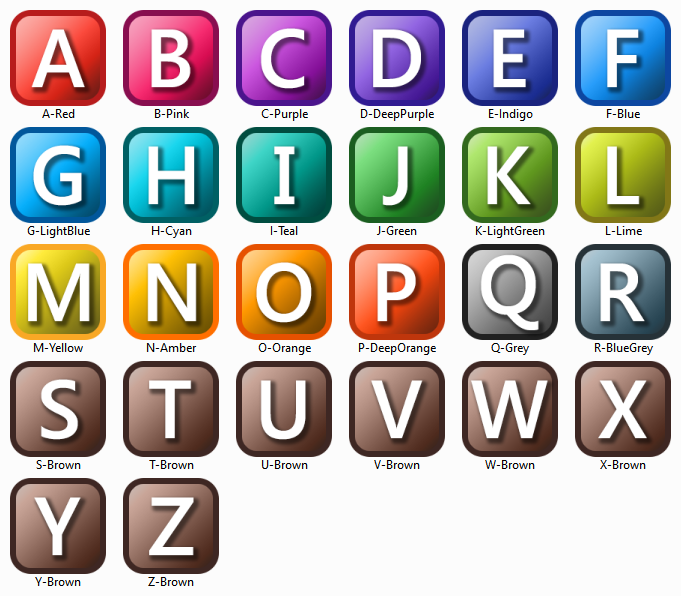 A B C D E F
A-Red B-Pink C-Purple D-DeepPurple E-Indigo F-Blue
G H I J K L
G-LightBlue H-Cyan I-Teal J-Green K-LightGreen L-Lime
M N O P Q R
M-Yellow N-Amber O-Orange P-DeepOrange Q-Grey R-BlueGrey
S T U V W X
S-Brown T-Brown U-Brown V-Brown W-Brown X-Brown
Y Z
Y-Brown Z-Brown